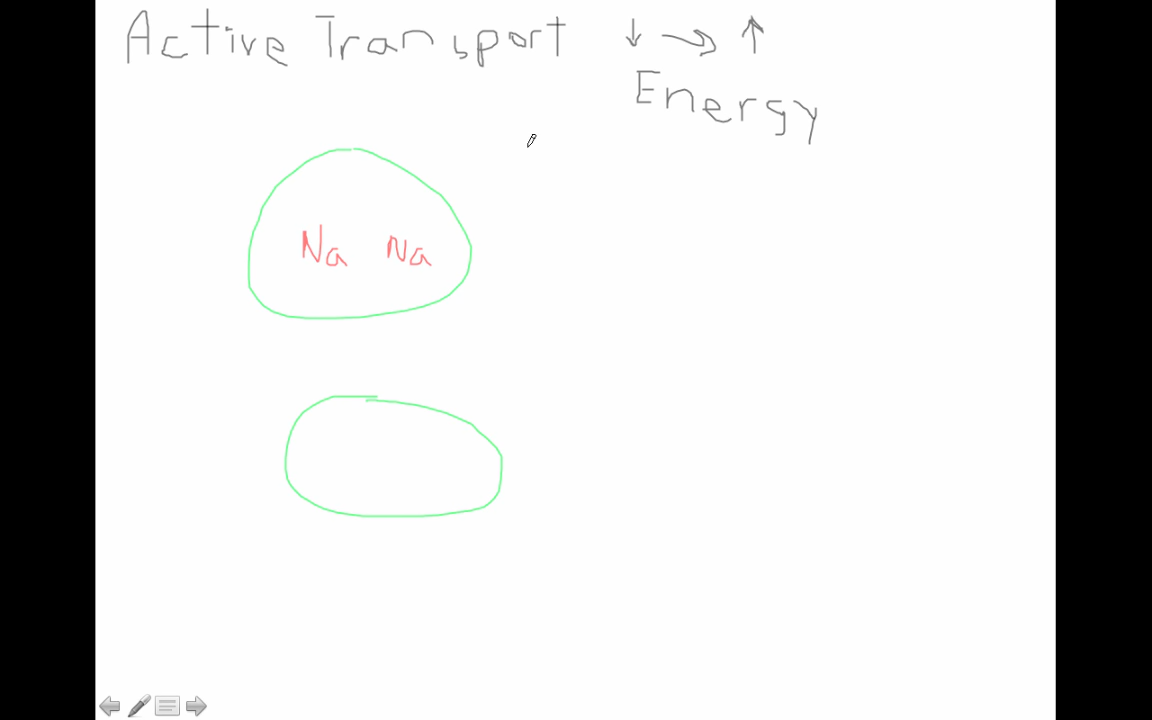 Active Transport ↓ → ↑
Energy
Na Na